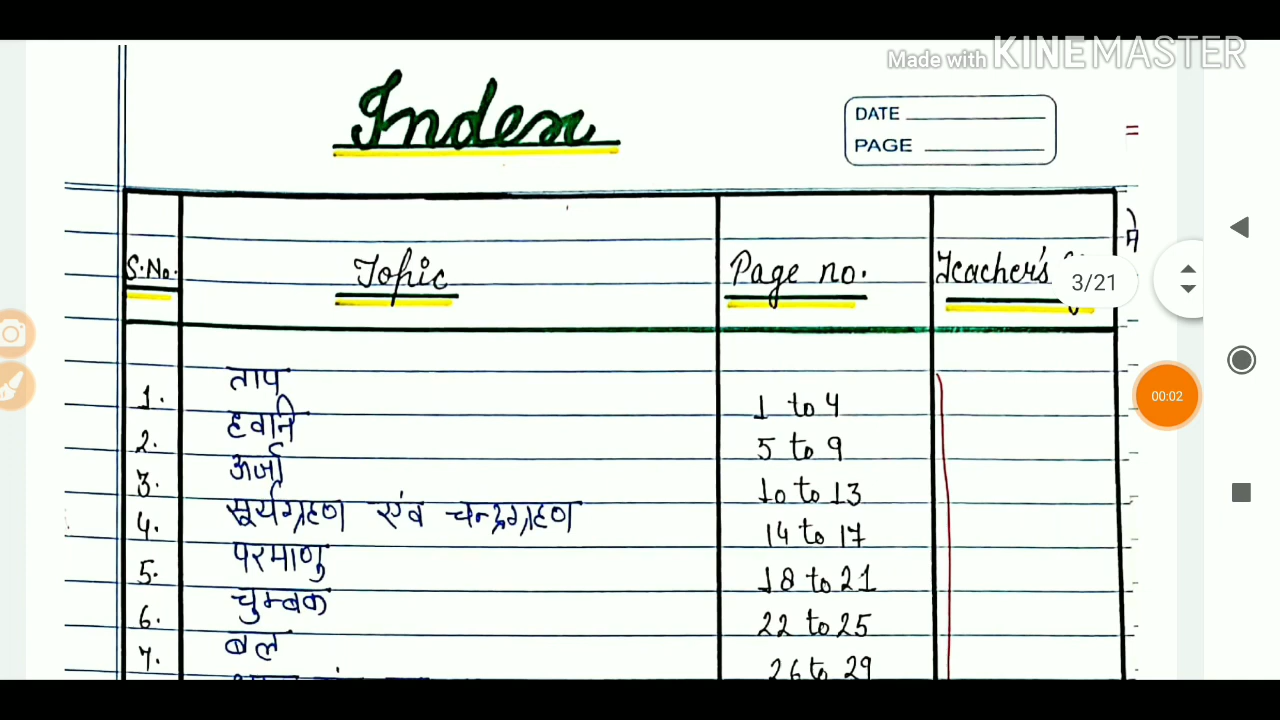 Made with KINEMASTER
Index
DATE
PAGE
S.No. Topic Page no. Teacher's
3/21
00:02
1. ताप 1 to 4
2. ध्वनि 5 to 9
3. ऊर्जा 10 to 13
4. सूर्यग्रहण एंव चन्द्रग्रहण 14 to 17
5. परमाणु 18 to 21
6. चुम्बक 22 to 25
7. बल 26 to 29